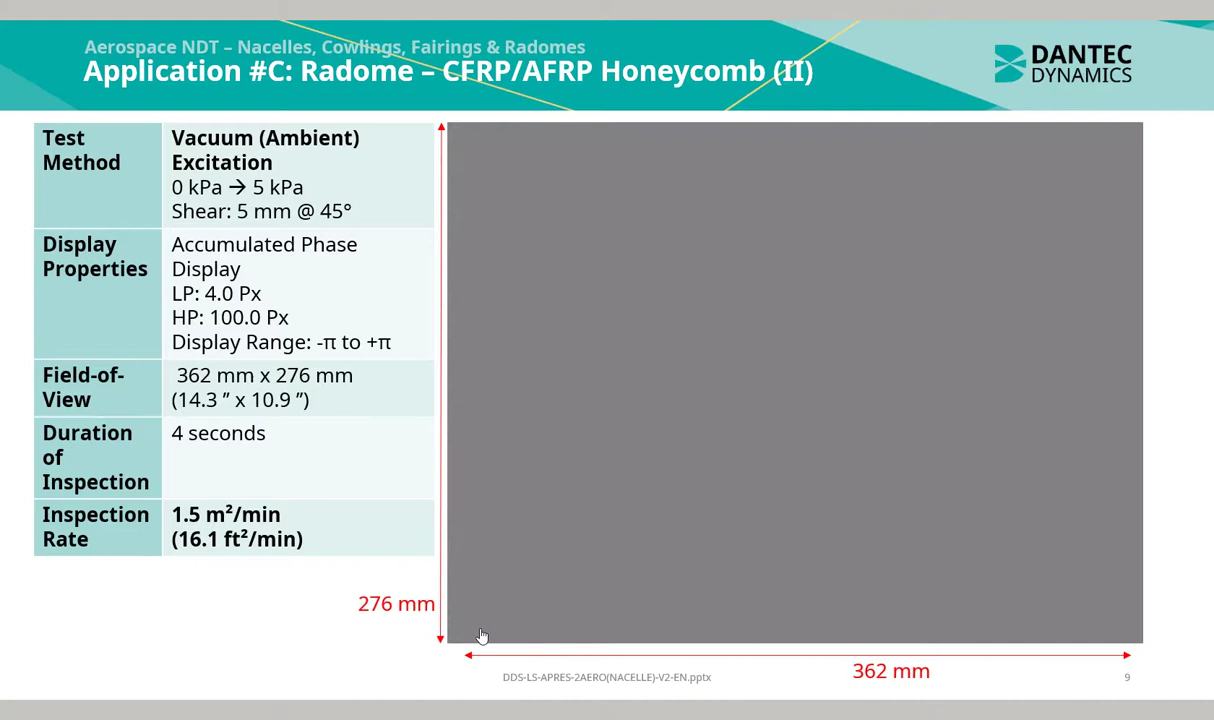 Aerospace NDT – Nacelles, Cowlings, Fairings & Radomes
Application #C: Radome – CFRP/AFRP Honeycomb (II)
DANTEC
DYNAMICS
Test
Method
Vacuum (Ambient)
Excitation
0 kPa → 5 kPa
Shear: 5 mm @ 45°
Display
Properties
Accumulated Phase
Display
LP: 4.0 Px
HP: 100.0 Px
Display Range: -π to +π
Field-of-
View
362 mm x 276 mm
(14.3 ” x 10.9 ”)
Duration
of
Inspection
4 seconds
Inspection
Rate
1.5 m²/min
(16.1 ft²/min)
276 mm
362 mm
DDS-LS-APRES-2AERO(NACELLE)-V2-EN.pptx
9